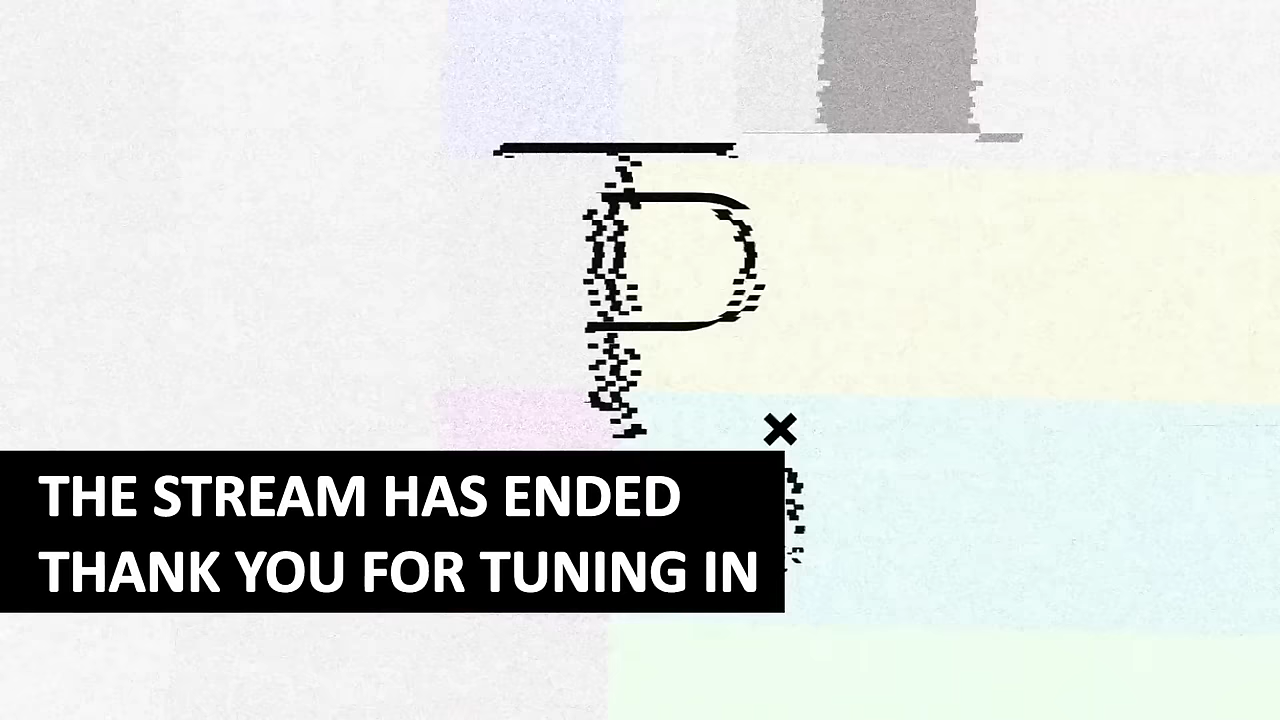 THE STREAM HAS ENDED
THANK YOU FOR TUNING IN